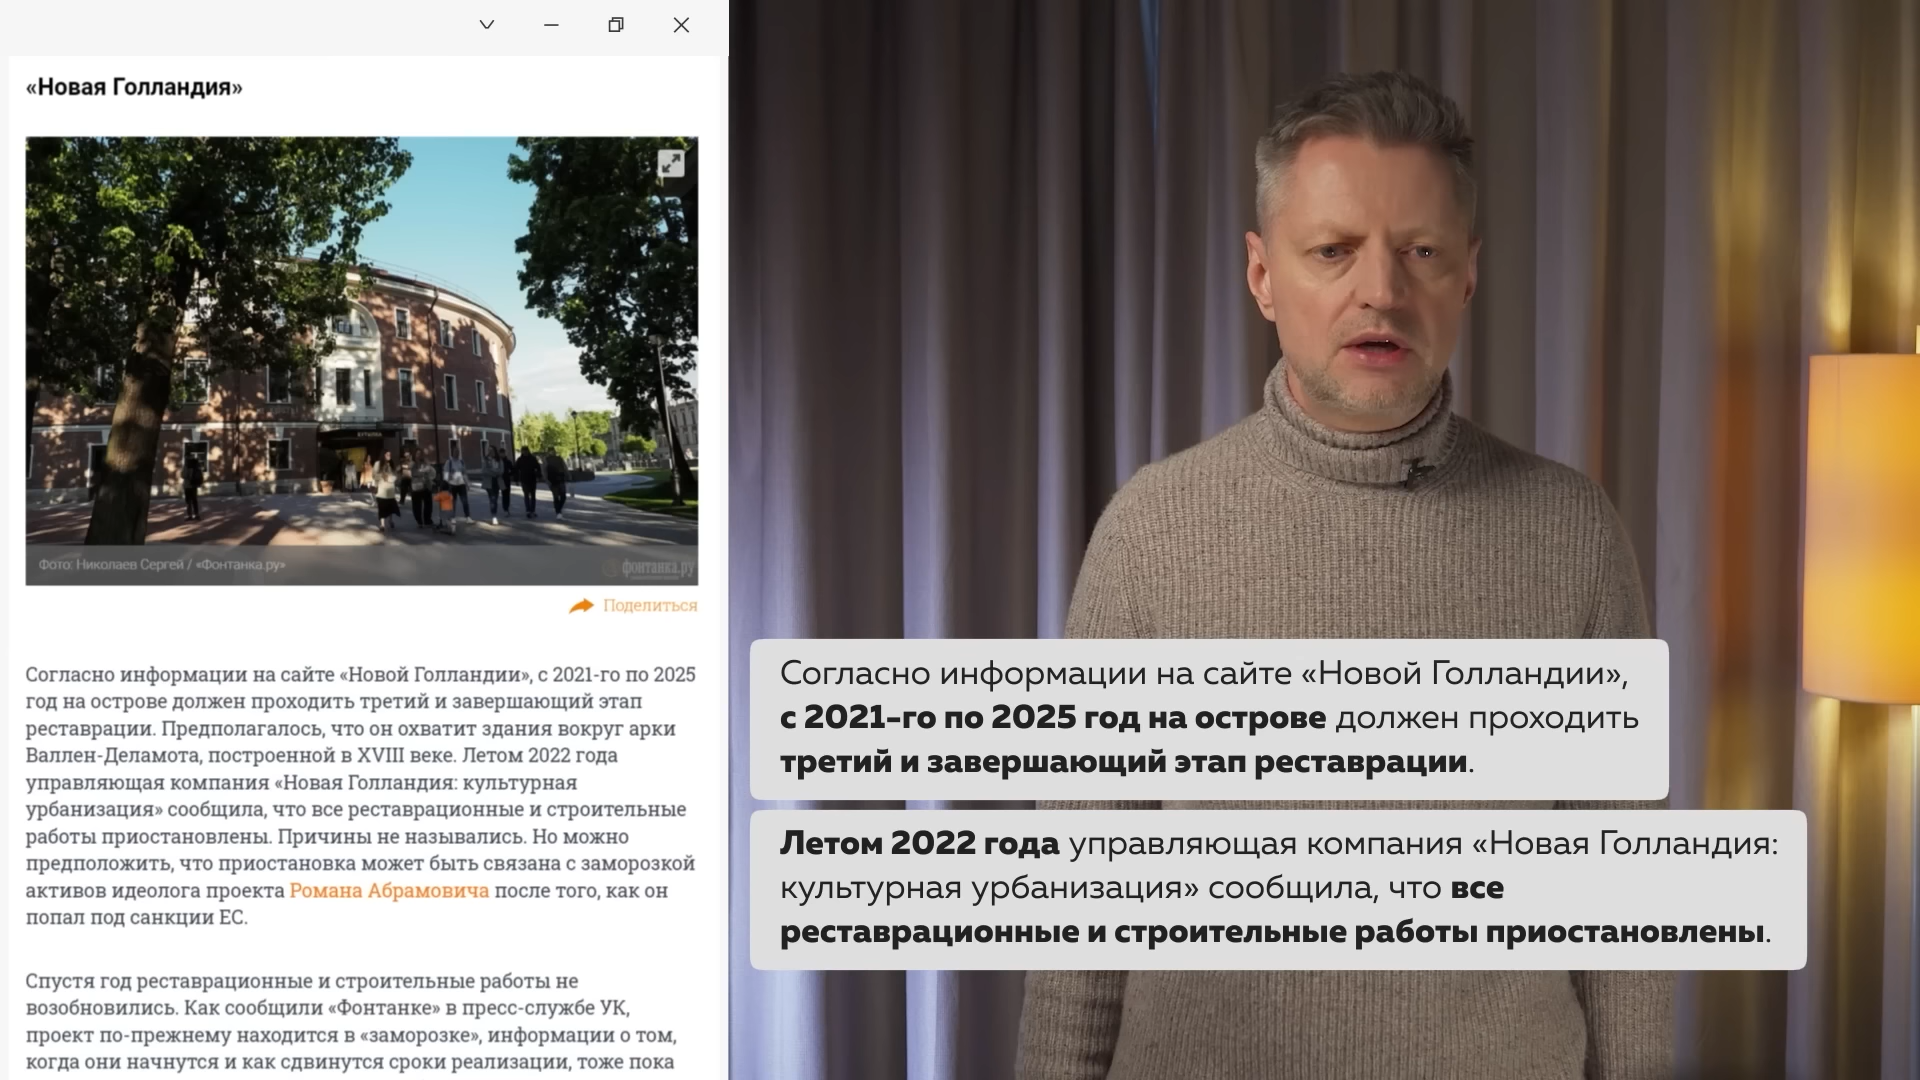 «Новая Голландия»
Фото: Николаев Сергей / «Фонтанка.ру»
фонтанка.ру
Поделиться
Согласно информации на сайте «Новой Голландии», с 2021-го по 2025
год на острове должен проходить третий и завершающий этап
реставрации. Предполагалось, что он охватит здания вокруг арки
Валлен-Деламота, построенной в XVIII веке. Летом 2022 года
управляющая компания «Новая Голландия: культурная
урбанизация» сообщила, что все реставрационные и строительные
работы приостановлены. Причины не назывались. Но можно
предположить, что приостановка может быть связана с заморозкой
активов идеолога проекта Романа Абрамовича после того, как он
попал под санкции ЕС.
Спустя год реставрационные и строительные работы не
возобновились. Как сообщили «Фонтанке» в пресс-службе УК,
проект по-прежнему находится в «заморозке», информации о том,
когда они начнутся и как сдвинутся сроки реализации, тоже пока
Согласно информации на сайте «Новой Голландии»,
с 2021-го по 2025 год на острове должен проходить
третий и завершающий этап реставрации.
Летом 2022 года управляющая компания «Новая Голландия:
культурная урбанизация» сообщила, что все
реставрационные и строительные работы приостановлены.